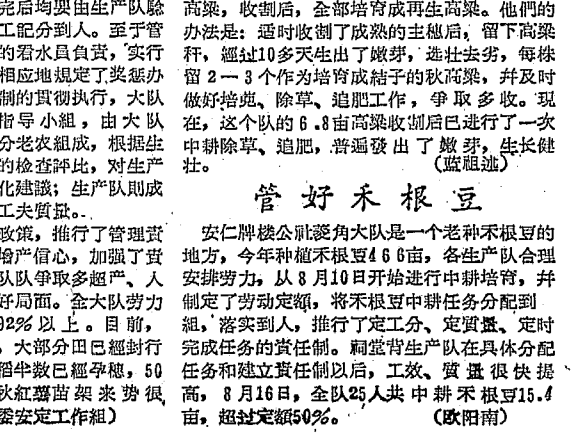 完后均要由生产队驗
工記分到人。至于管
的看水員負責,实行
相应地規定了奖惩办
制的貫彻执行,大队
指导小組,由大队
分老农組成,根据生
的检查評比,对生产
化建議;生产队則成
工夫質量。
政策,推行了管理責
增产信心,加强了責
队队爭取多超产、人
好局面。全大队劳力
92%以上。目前,
,大部分田已經封行
稻半数已經孕穗,50
秋紅薯苗架来势很
委安定工作組)
高粱,收割后,全部培育成再生高粱。他們的
办法是:适时收割了成熟的主穗后,留下高粱
秆,經过10多天生出了嫩芽,选壮去劣,每株
留2—3个作为培育成結子的秋高粱,幷及时
做好培蔸、除草、追肥工作,爭取多收。現
在,这个队的6.8亩高粱收割后已进行了一次
中耕除草、追肥,普遍發出了嫩芽,生长健
壮。 (蓝祖述)
管好禾根豆
安仁牌楼公社菱角大队是一个老种禾根豆的
地方,今年种植禾根豆466亩,各生产队合理
安排劳力,从8月10日开始进行中耕培育,幷
制定了劳动定額,将禾根豆中耕任务分配到
組,落实到人,推行了定工分、定質量、定时
完成任务的責任制。祠堂背生产队在具体分配
任务和建立責任制以后,工效、質量很快提
高,8月16日,全队25人共中耕禾根豆15.4
亩,超过定額50%。 (欧阳南)